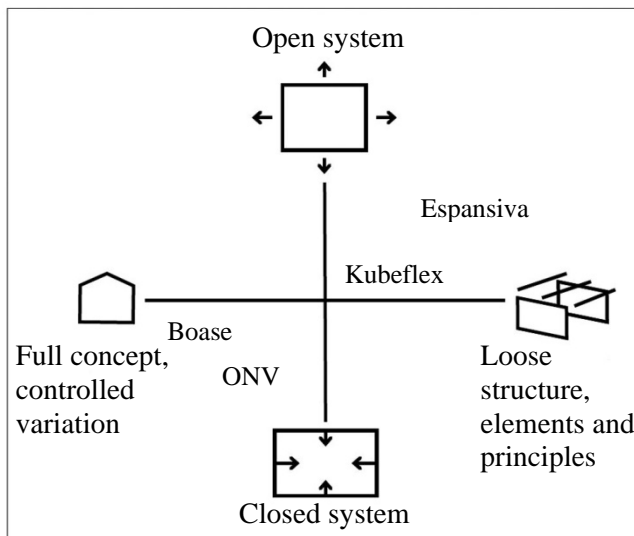 Open system
Espansiva
Kubeflex
Boase
Full concept,
controlled
variation
ONV
Loose
structure,
elements and
principles
Closed system